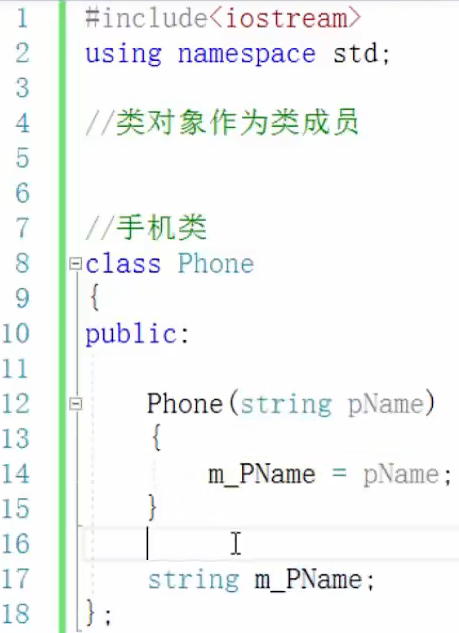 1 #include<iostream>
2 using namespace std;
3
4 //类对象作为类成员
5
6
7 //手机类
8 class Phone
9 {
10 public:
11
12 Phone(string pName)
13 {
14 m_PName = pName;
15 }
16
17 string m_PName;
18 };